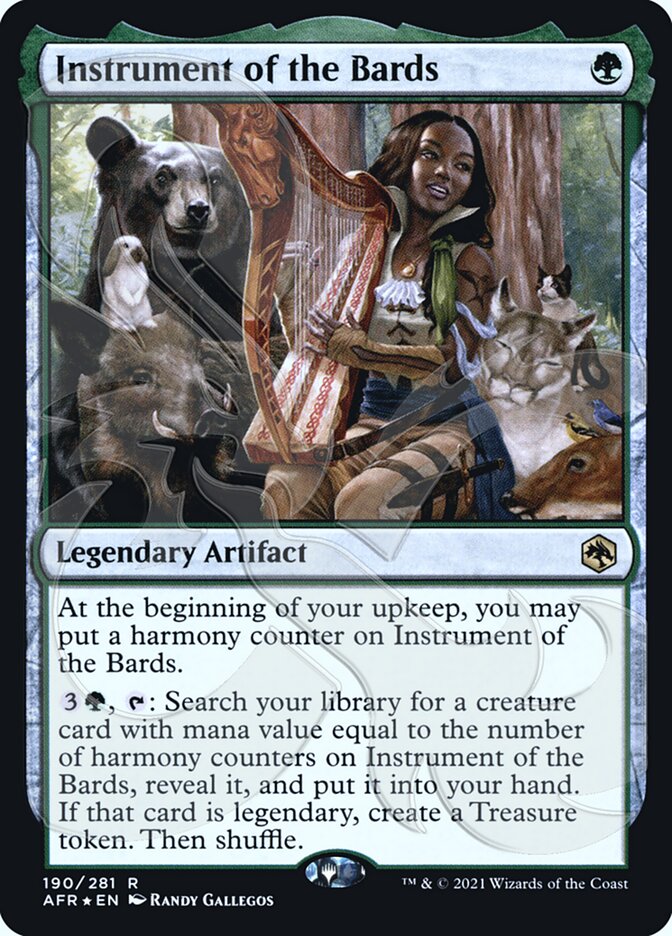 Instrument of the Bards
Legendary Artifact
At the beginning of your upkeep, you may
put a harmony counter on Instrument of
the Bards.
3, : Search your library for a creature
card with mana value equal to the number
of harmony counters on Instrument of the
Bards, reveal it, and put it into your hand.
If that card is legendary, create a Treasure
token. Then shuffle.
190/281 R
™ & © 2021 Wizards of the Coast
AFR★EN Randy Gallegos